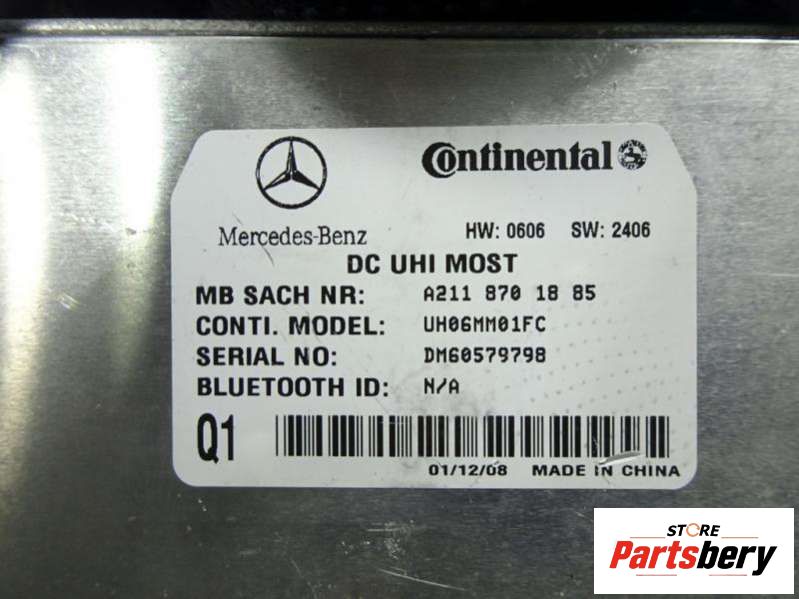 Continental
Mercedes-Benz
HW: 0606 SW: 2406
DC UHI MOST
MB SACH NR: A211 870 18 85
CONTI. MODEL: UH06MM01FC
SERIAL NO: DM60579798
BLUETOOTH ID: N/A
Q1
01/12/08 MADE IN CHINA
STORE
Partsbery